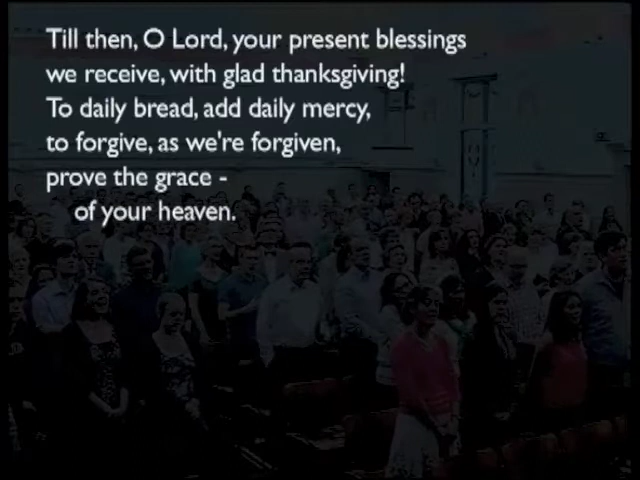 Till then, O Lord, your present blessings
we receive, with glad thanksgiving!
To daily bread, add daily mercy,
to forgive, as we're forgiven,
prove the grace -
of your heaven.